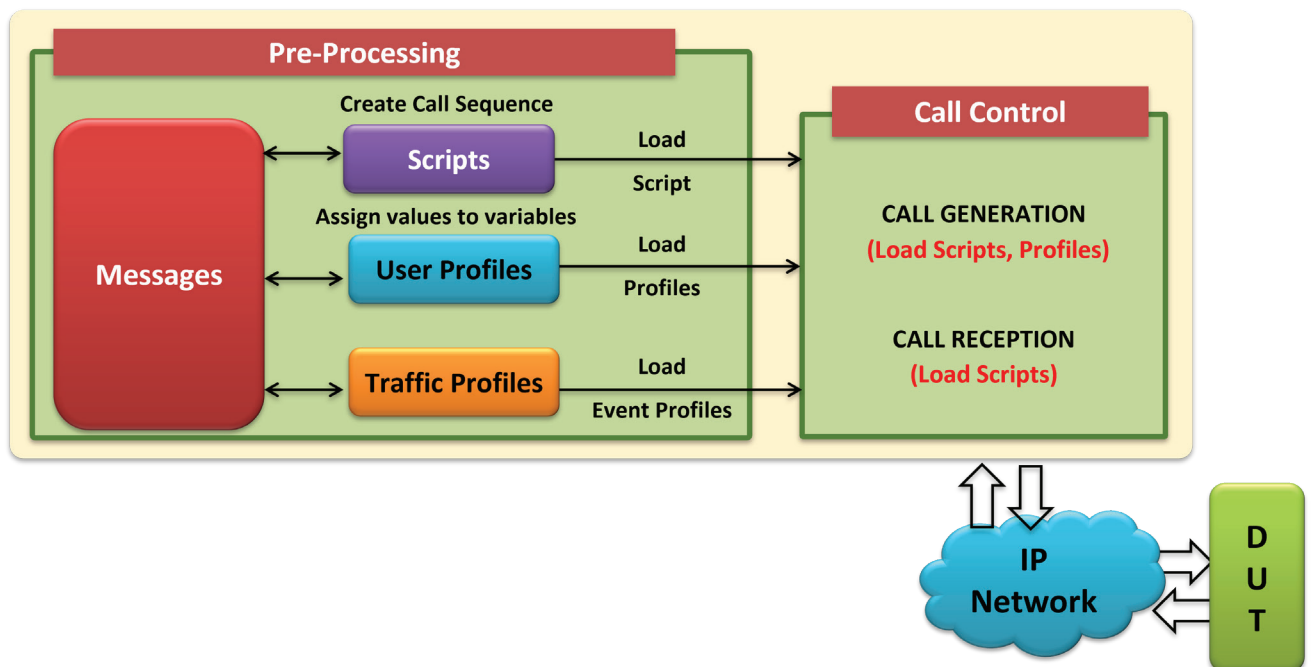 Pre-Processing
Create Call Sequence
Messages
Scripts
Load
Script
Assign values to variables
User Profiles
Load
Profiles
Traffic Profiles
Load
Event Profiles
Call Control
CALL GENERATION
(Load Scripts, Profiles)
CALL RECEPTION
(Load Scripts)
IP
Network
D
U
T